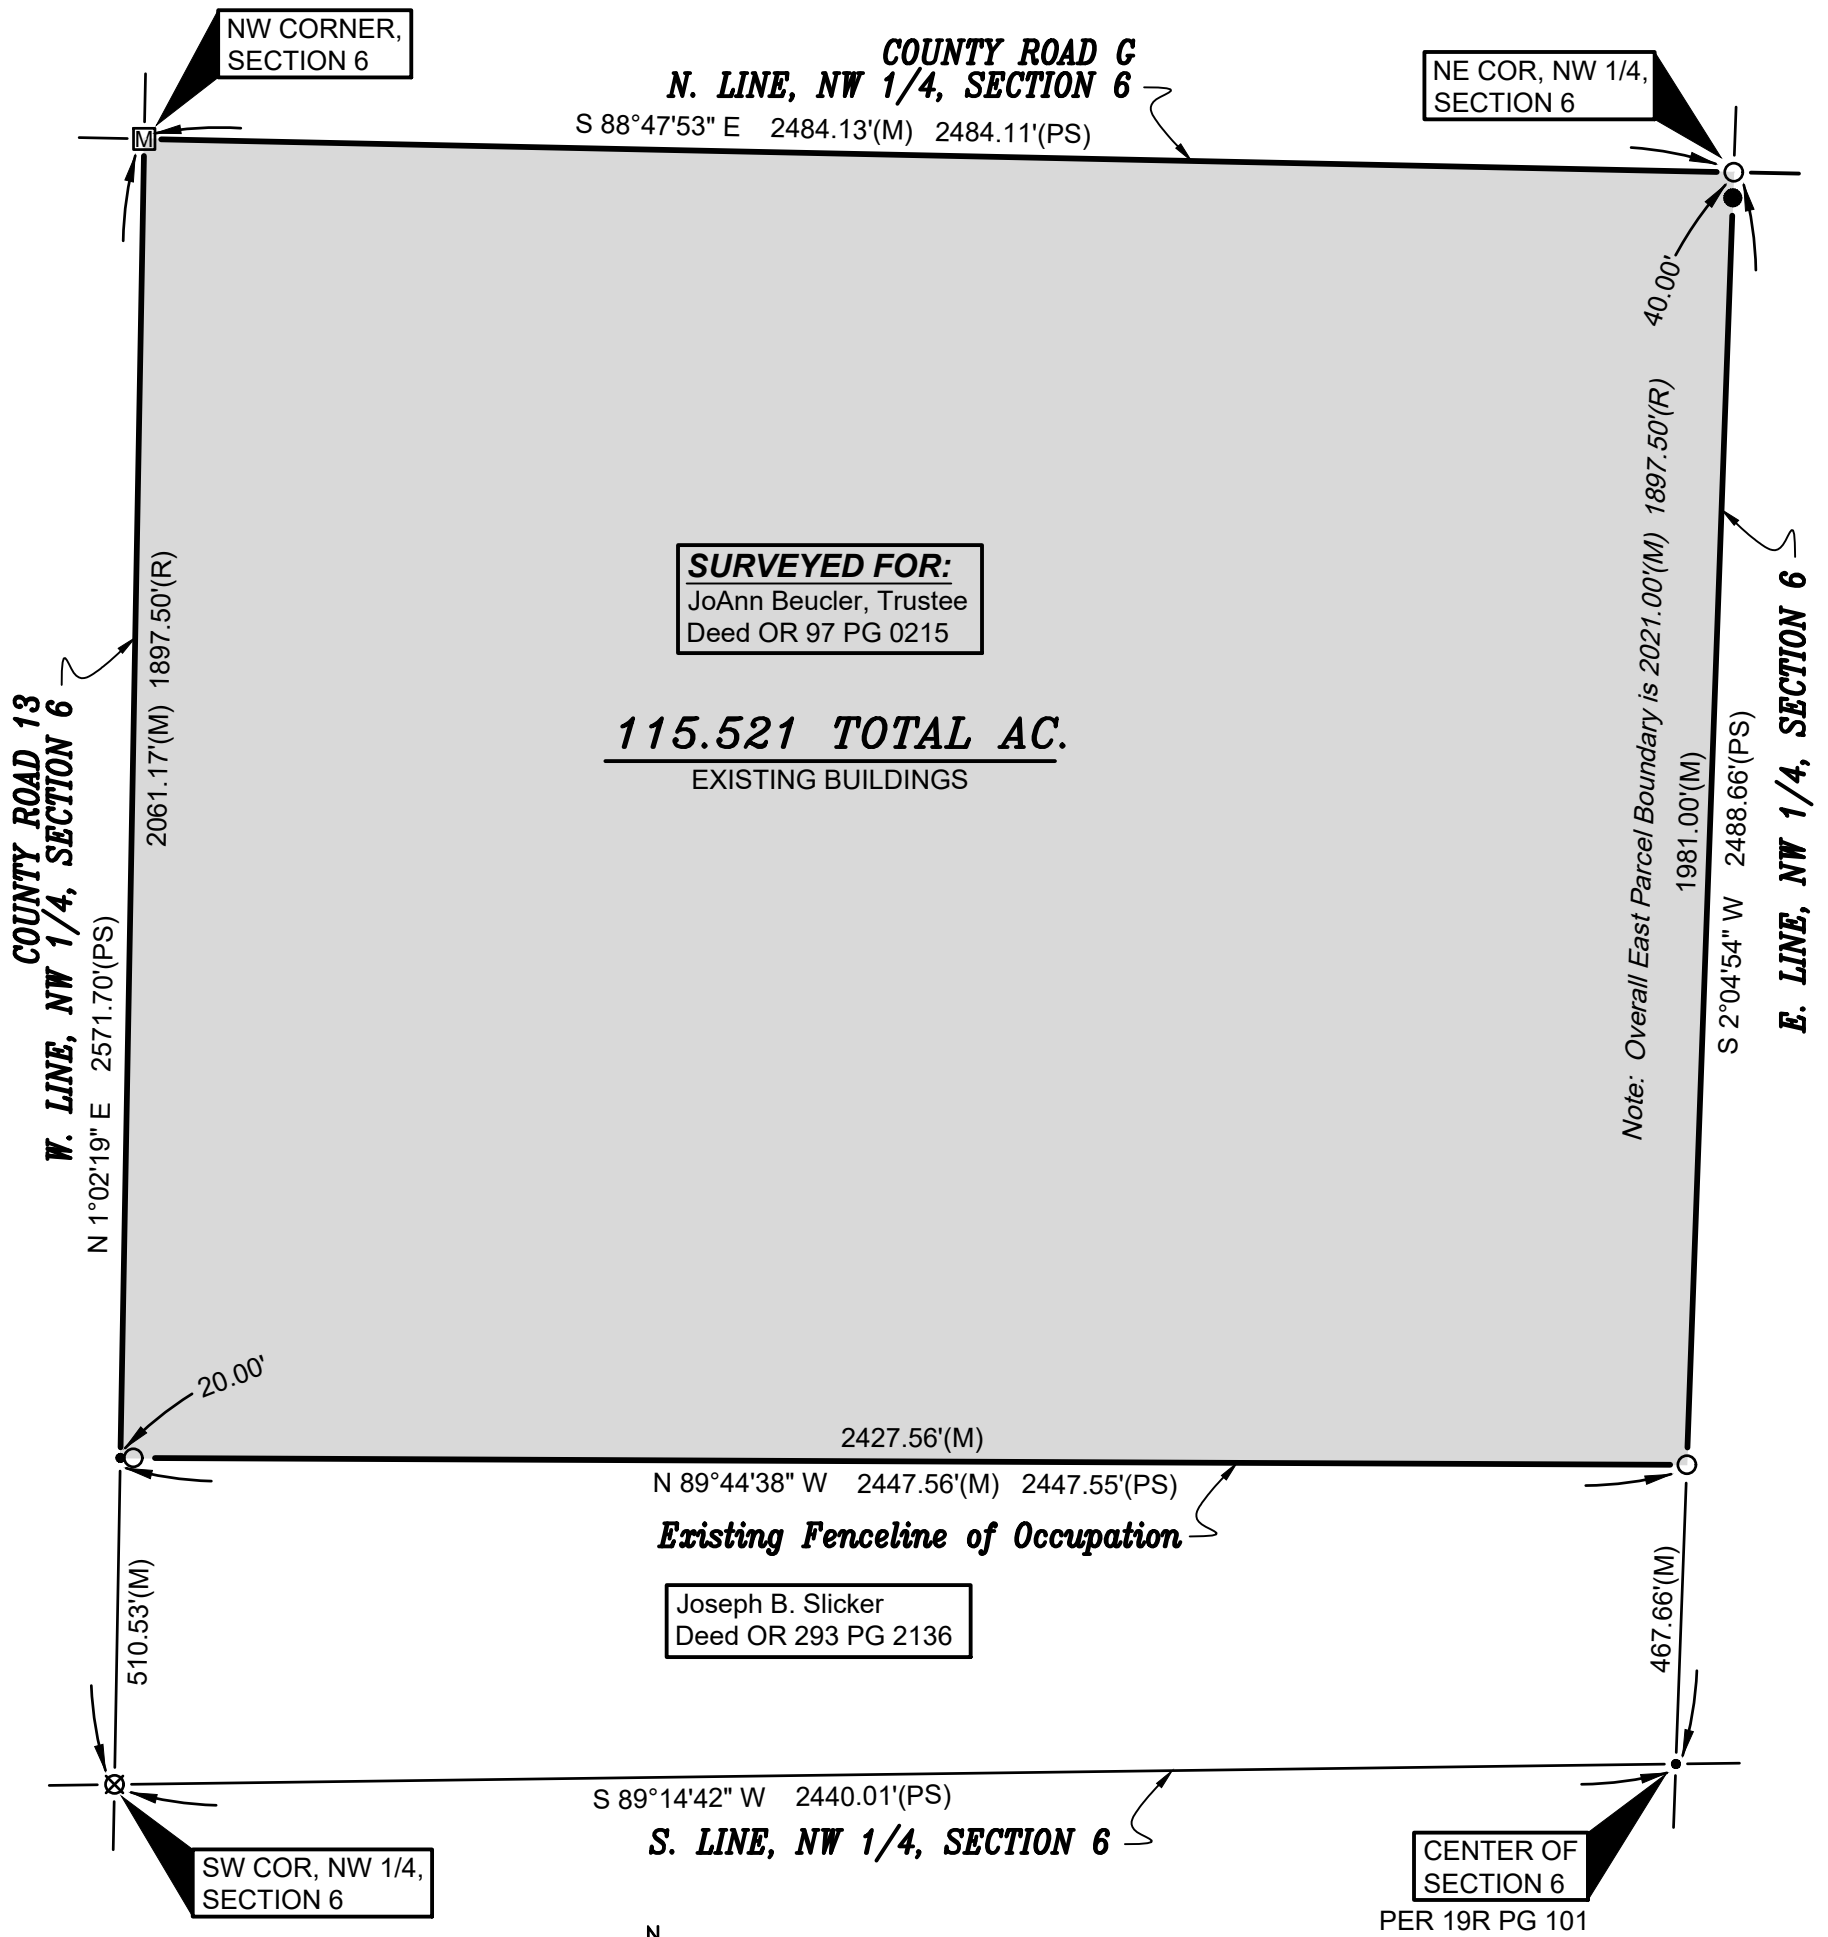 NW CORNER,
SECTION 6
COUNTY ROAD G
N. LINE, NW 1/4, SECTION 6
NE COR, NW 1/4,
SECTION 6
S 88°47'53" E 2484.13'(M) 2484.11'(PS)
M
40.00'
SURVEYED FOR:
JoAnn Beucler, Trustee
Deed OR 97 PG 0215
115.521 TOTAL AC.
EXISTING BUILDINGS
COUNTY ROAD 13
W. LINE, NW 1/4, SECTION 6
N 1°02'19" E 2571.70'(PS)
2061.17'(M) 1897.50'(R)
Note: Overall East Parcel Boundary is 2021.00'(M) 1897.50'(R)
1981.00'(M)
S 2°04'54" W 2488.66'(PS)
E. LINE, NW 1/4, SECTION 6
20.00'
2427.56'(M)
N 89°44'38" W 2447.56'(M) 2447.55'(PS)
Existing Fenceline of Occupation
Joseph B. Slicker
Deed OR 293 PG 2136
510.53'(M)
467.66'(M)
S 89°14'42" W 2440.01'(PS)
S. LINE, NW 1/4, SECTION 6
SW COR, NW 1/4,
SECTION 6
CENTER OF
SECTION 6
PER 19R PG 101
N